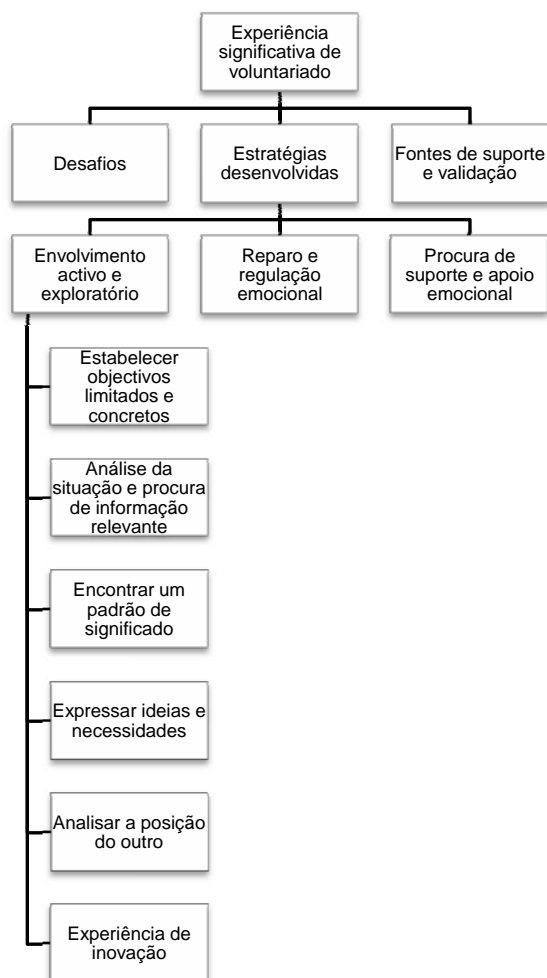 Experiência
significativa de
voluntariado
Desafios
Estratégias
desenvolvidas
Fontes de suporte
e validação
Envolvimento
activo e
exploratório
Reparo e
regulação
emocional
Procura de
suporte e apoio
emocional
Estabelecer
objectivos
limitados e
concretos
Análise da
situação e procura
de informação
relevante
Encontrar um
padrão de
significado
Expressar ideias e
necessidades
Analisar a posição
do outro
Experiência de
inovação